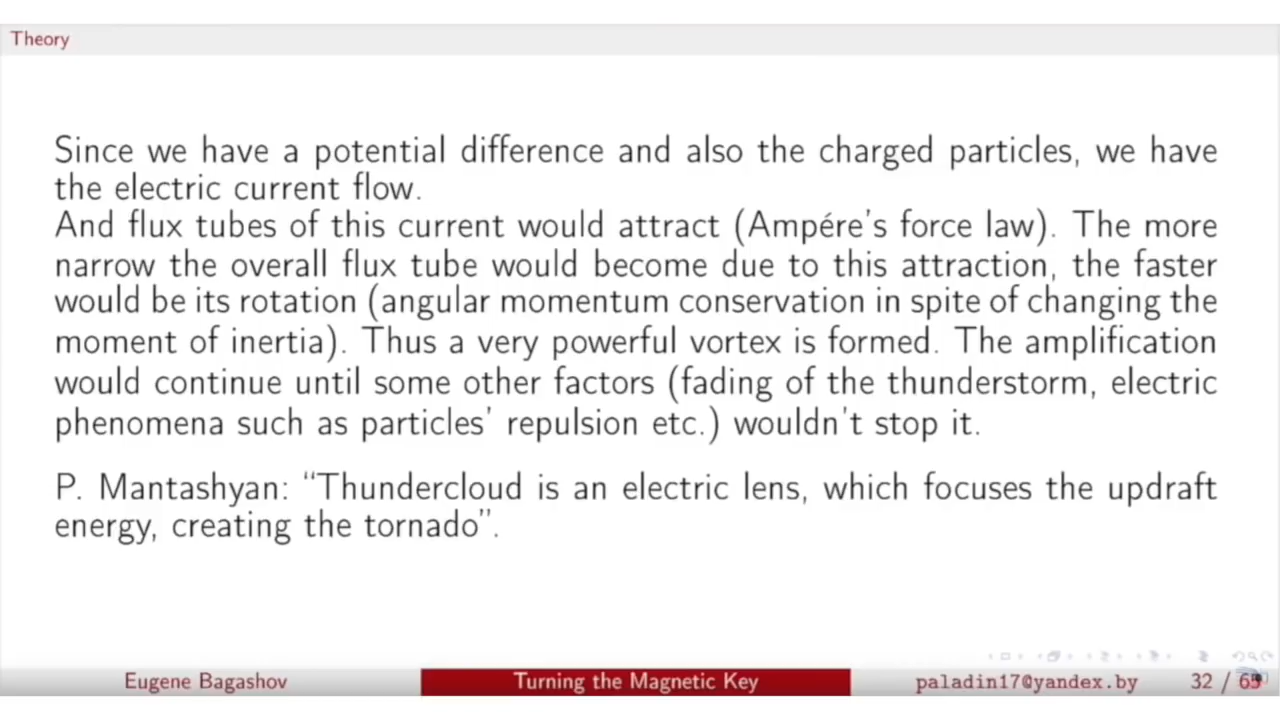 Theory
Since we have a potential difference and also the charged particles, we have
the electric current flow.
And flux tubes of this current would attract (Ampére's force law). The more
narrow the overall flux tube would become due to this attraction, the faster
would be its rotation (angular momentum conservation in spite of changing the
moment of inertia). Thus a very powerful vortex is formed. The amplification
would continue until some other factors (fading of the thunderstorm, electric
phenomena such as particles' repulsion etc.) wouldn't stop it.
P. Mantashyan: “Thundercloud is an electric lens, which focuses the updraft
energy, creating the tornado”.
Eugene Bagashov Turning the Magnetic Key paladin17@yandex.by 32 /